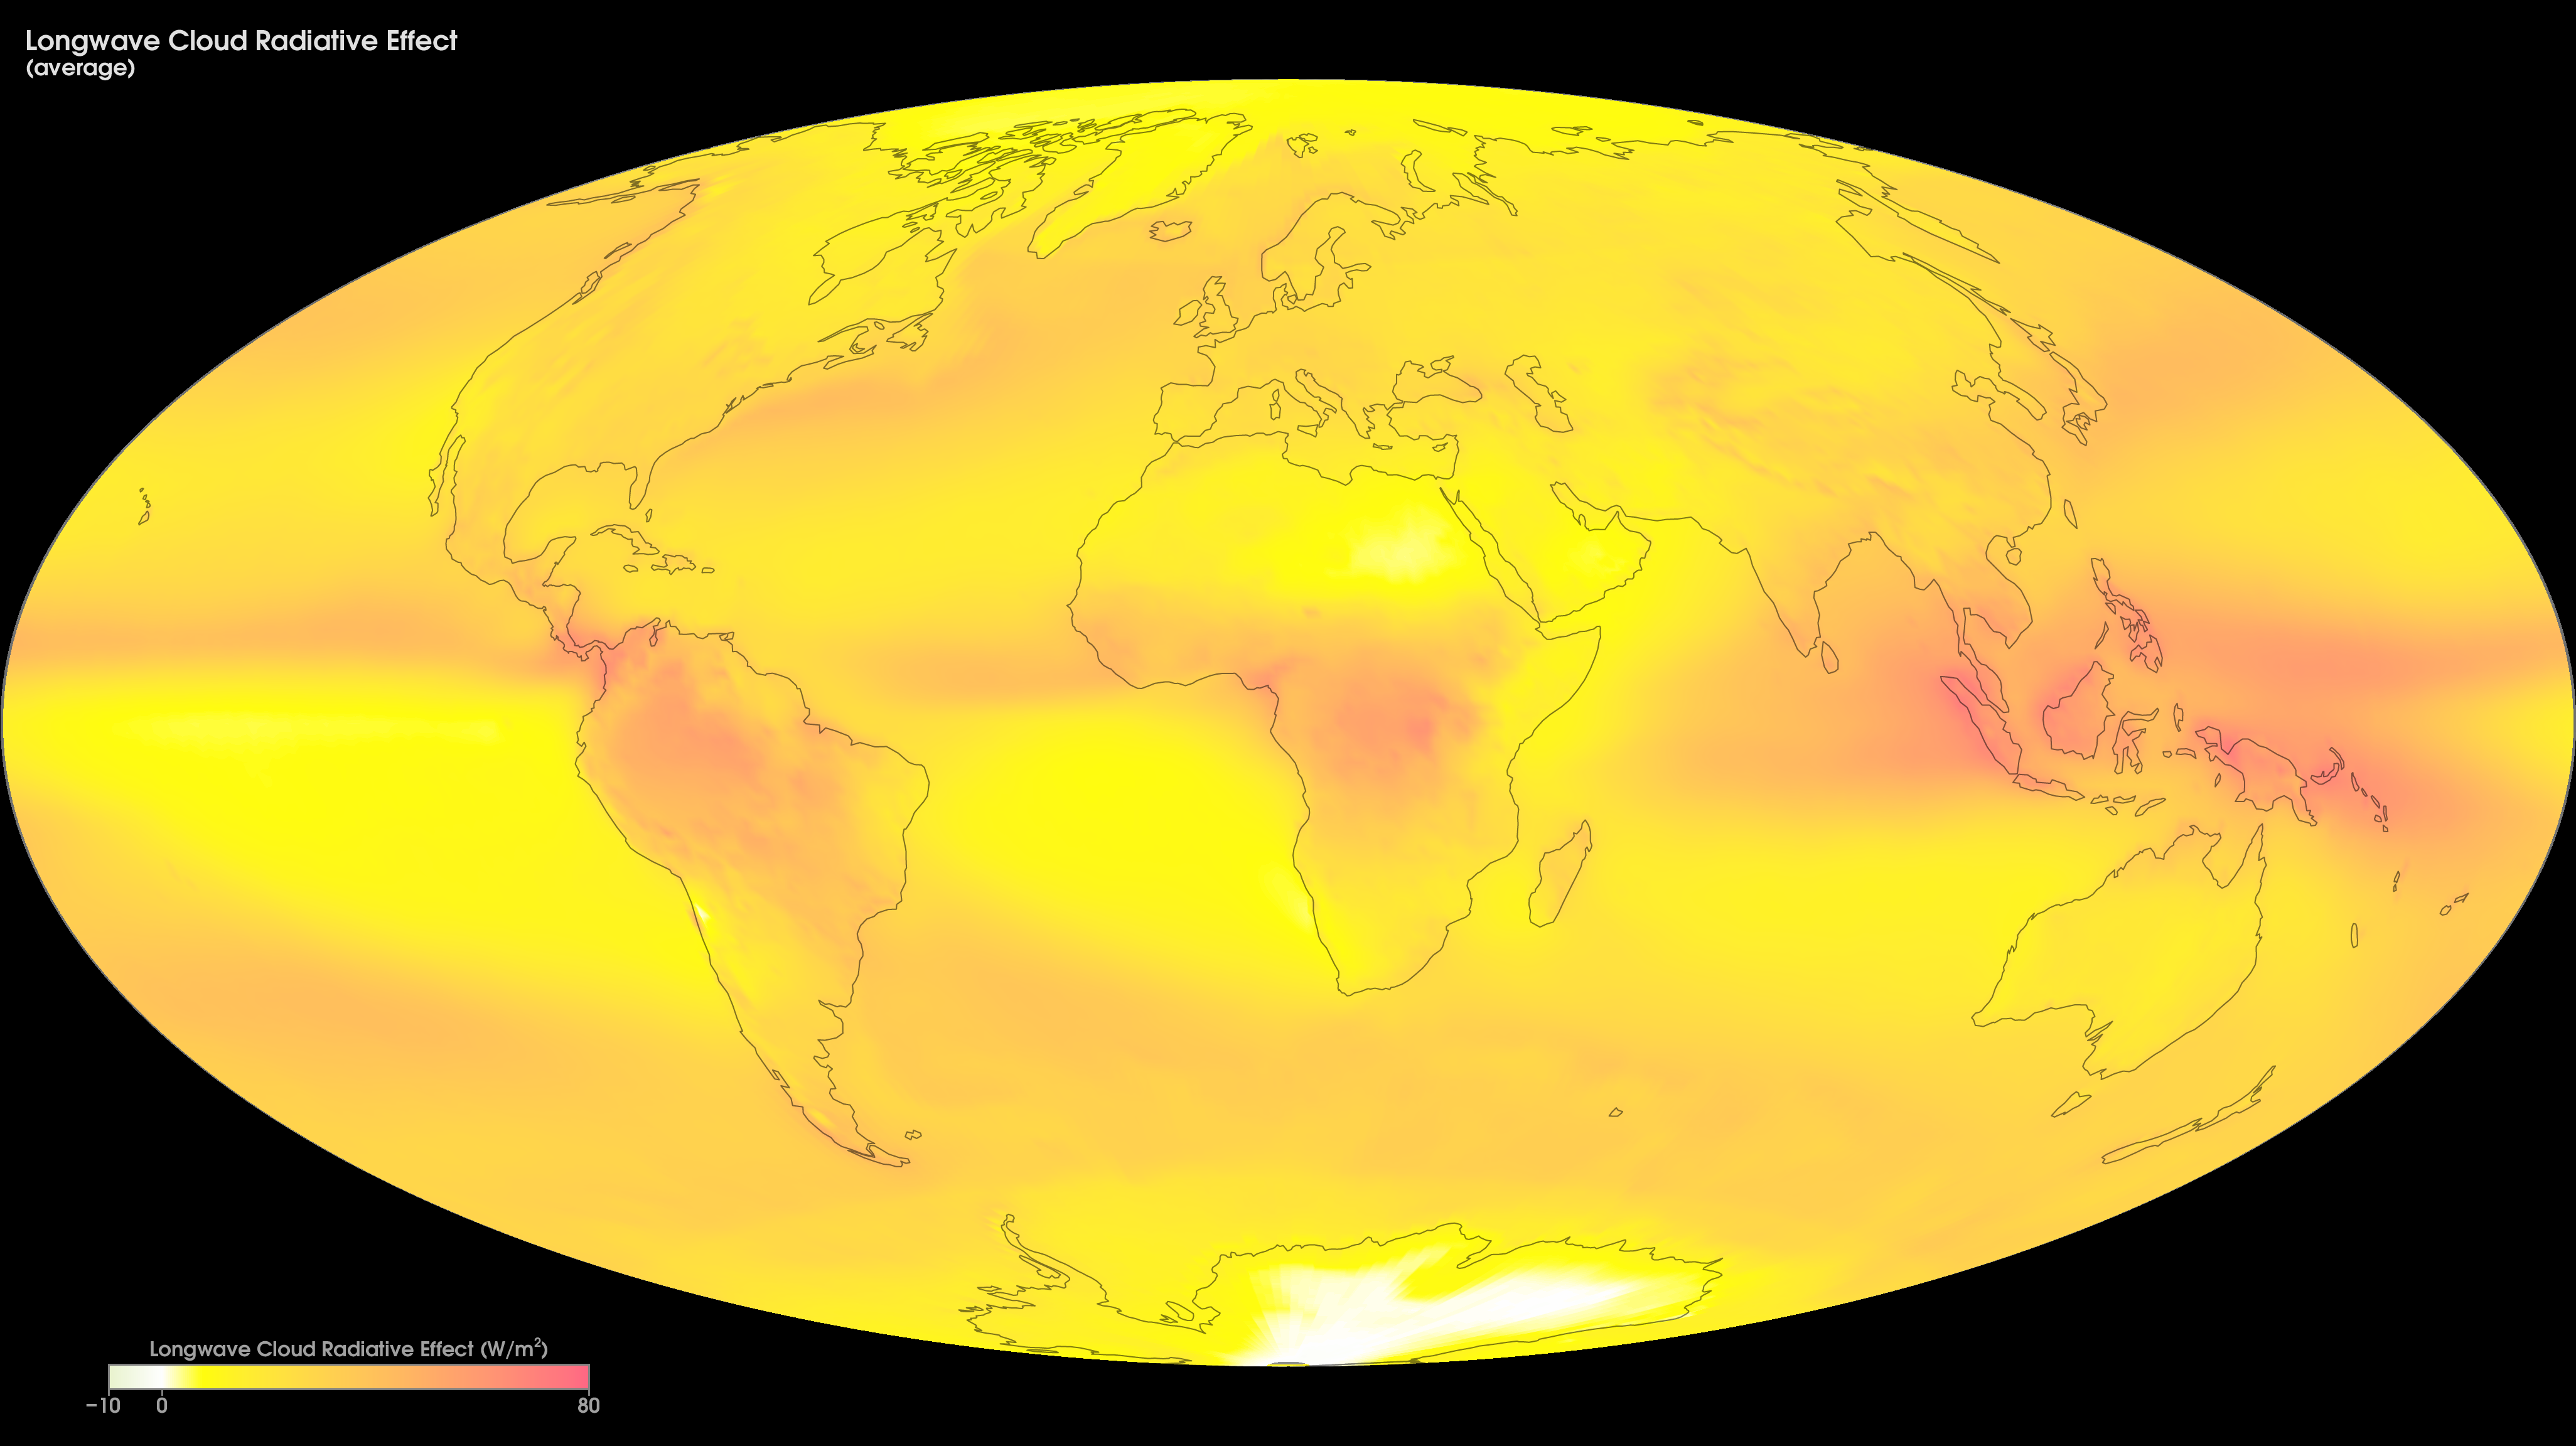 Longwave Cloud Radiative Effect
(average)
Longwave Cloud Radiative Effect (W/m²)
−10 0 80